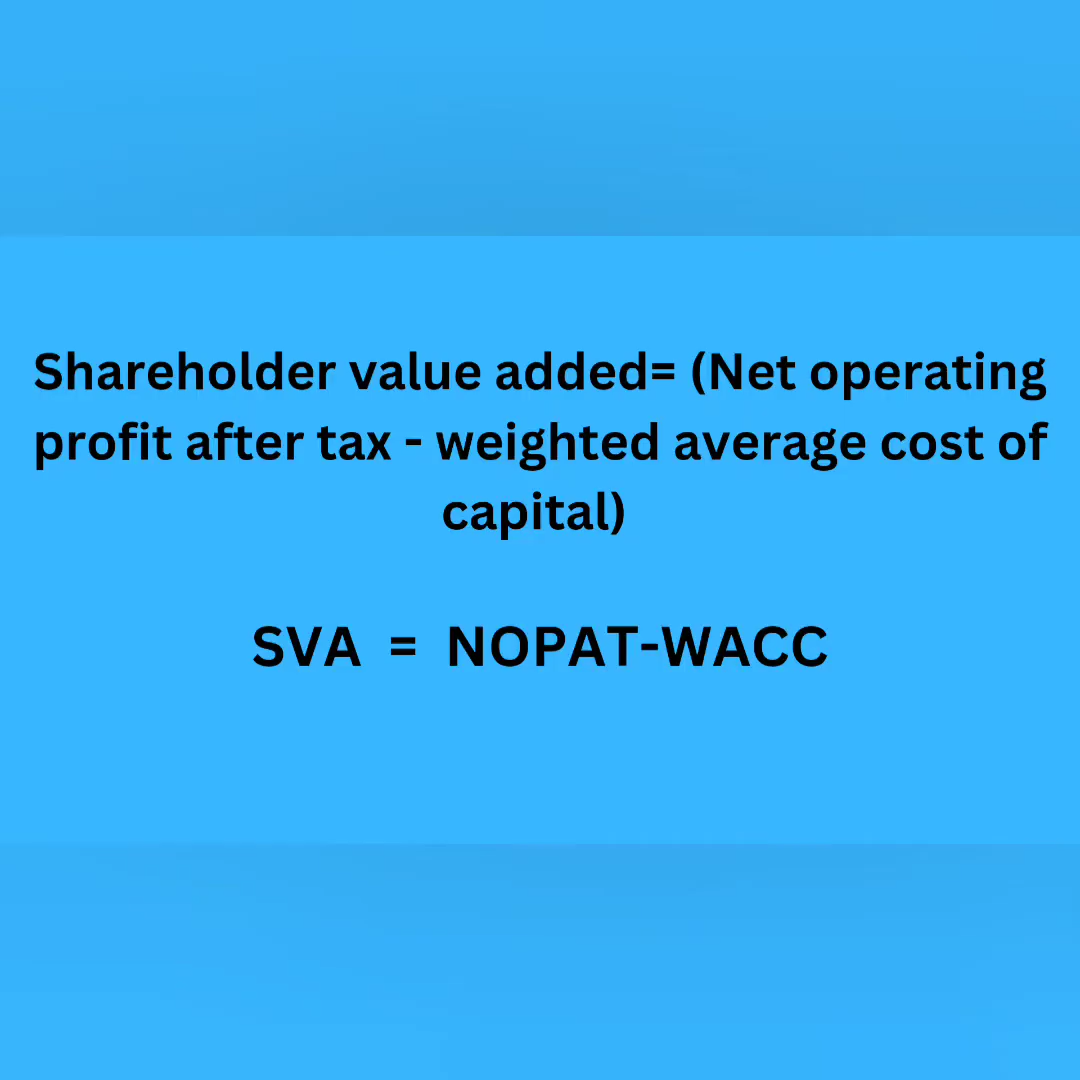 Shareholder value added= (Net operating
profit after tax - weighted average cost of
capital)
SVA = NOPAT-WACC